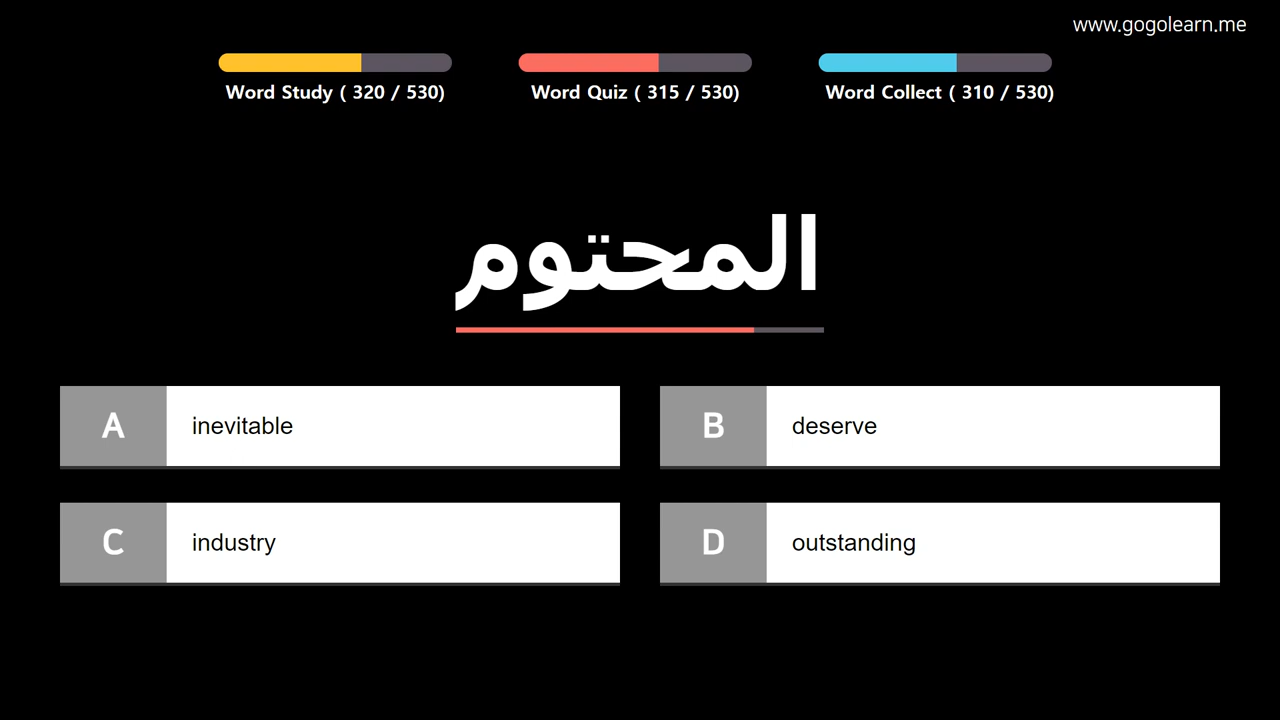 www.gogolearn.me
Word Study ( 320 / 530)
Word Quiz ( 315 / 530)
Word Collect ( 310 / 530)
المحتوم
A inevitable
B deserve
C industry
D outstanding